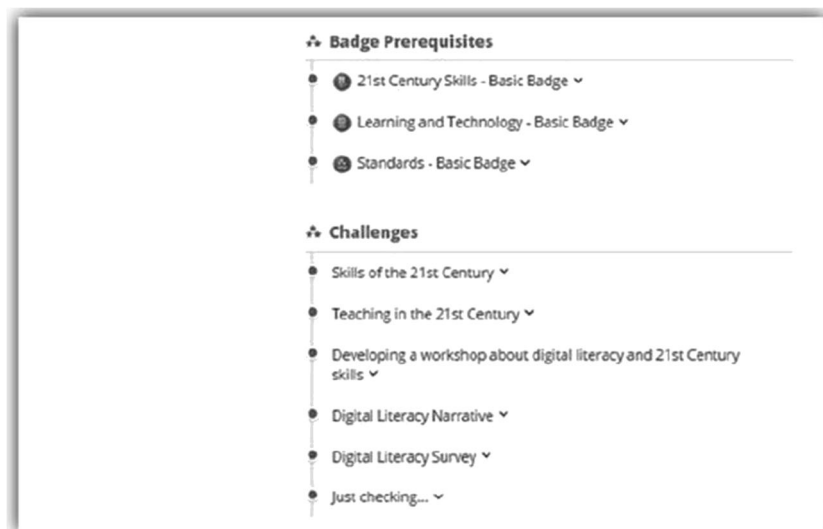 Badge Prerequisites
21st Century Skills - Basic Badge
Learning and Technology - Basic Badge
Standards - Basic Badge
Challenges
Skills of the 21st Century
Teaching in the 21st Century
Developing a workshop about digital literacy and 21st Century
skills
Digital Literacy Narrative
Digital Literacy Survey
Just checking...